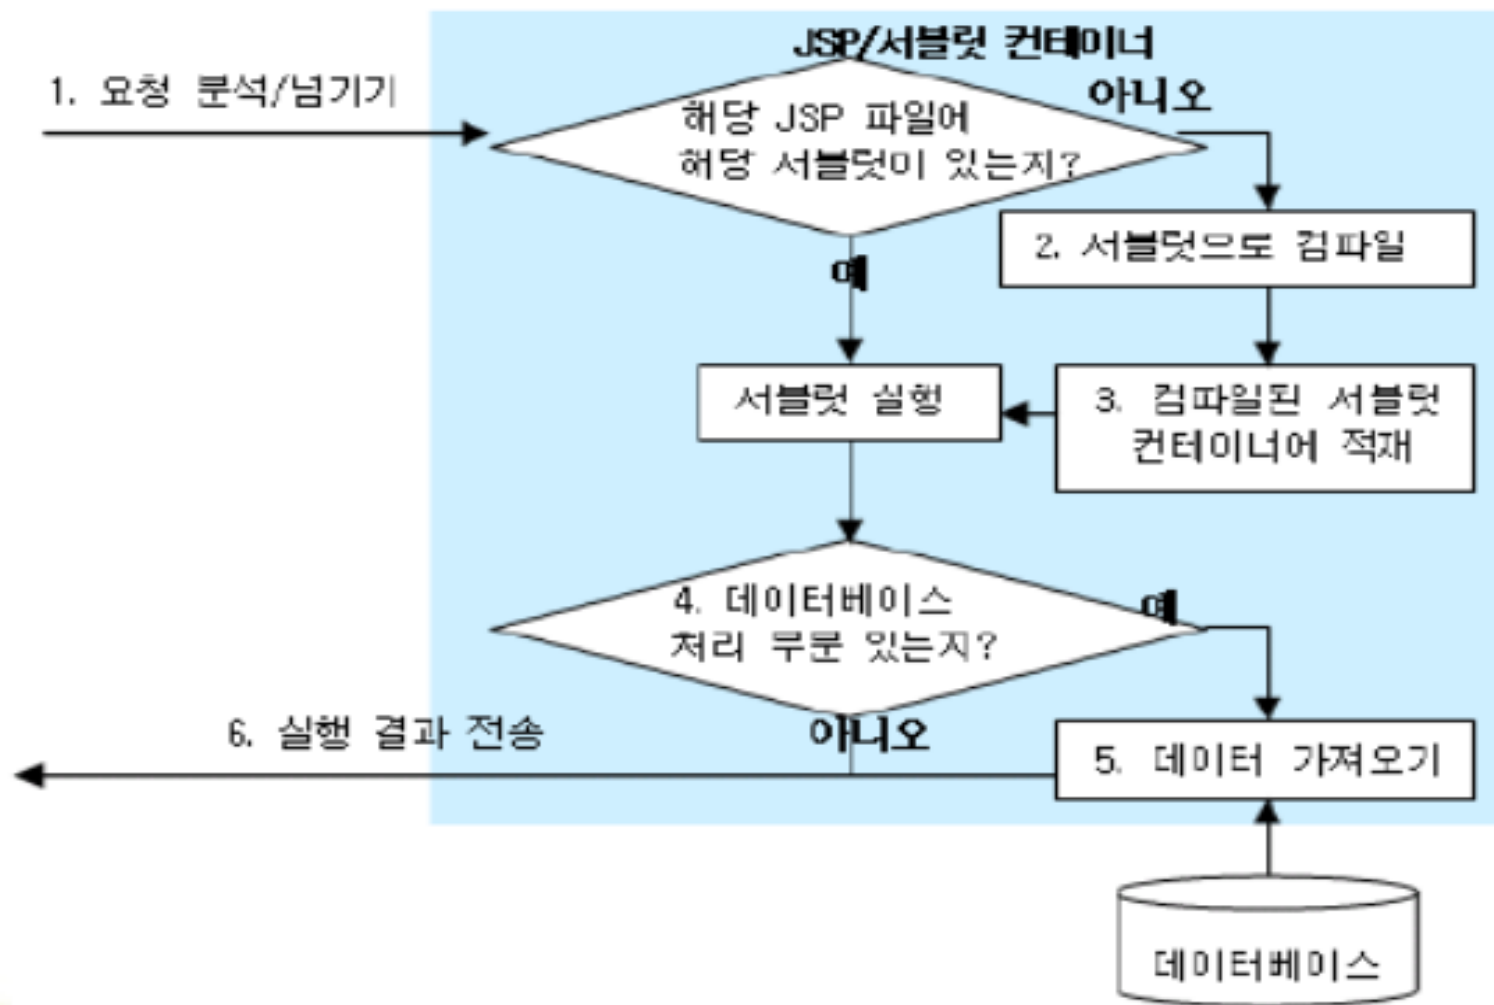 JSP/서블릿 컨테이너
1. 요청 분석/넘기기
아니오
해당 JSP 파일에
해당 서블릿이 있는지?
2. 서블릿으로 컴파일
예
서블릿 실행
3. 컴파일된 서블릿
컨테이너에 적재
4. 데이터베이스
처리 부분 있는지?
예
6. 실행 결과 전송
아니오
5. 데이터 가져오기
데이터베이스